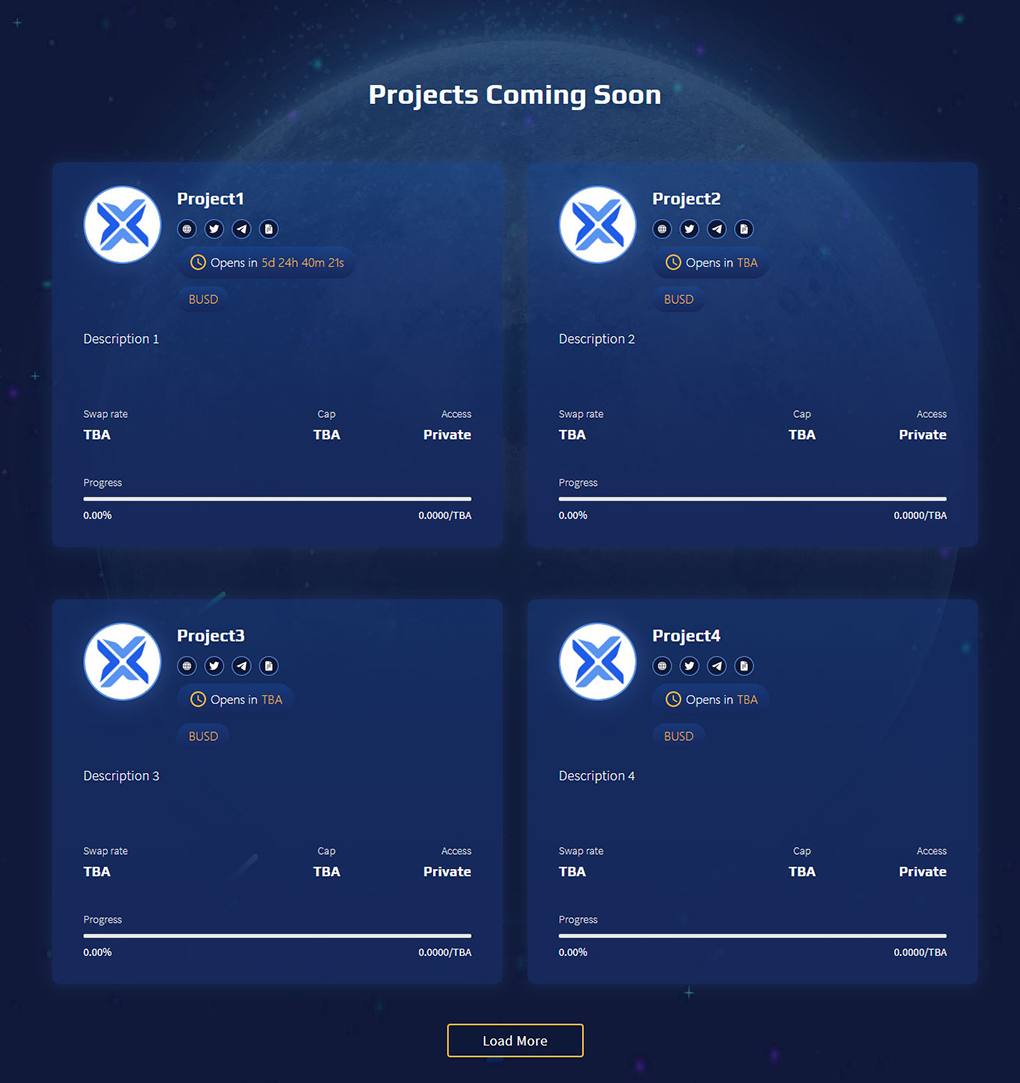 Projects Coming Soon
Project1
Opens in 5d 24h 40m 21s
BUSD
Description 1
Swap rate Cap Access
TBA TBA Private
Progress
0.00% 0.0000/TBA
Project2
Opens in TBA
BUSD
Description 2
Swap rate Cap Access
TBA TBA Private
Progress
0.00% 0.0000/TBA
Project3
Opens in TBA
BUSD
Description 3
Swap rate Cap Access
TBA TBA Private
Progress
0.00% 0.0000/TBA
Project4
Opens in TBA
BUSD
Description 4
Swap rate Cap Access
TBA TBA Private
Progress
0.00% 0.0000/TBA
Load More